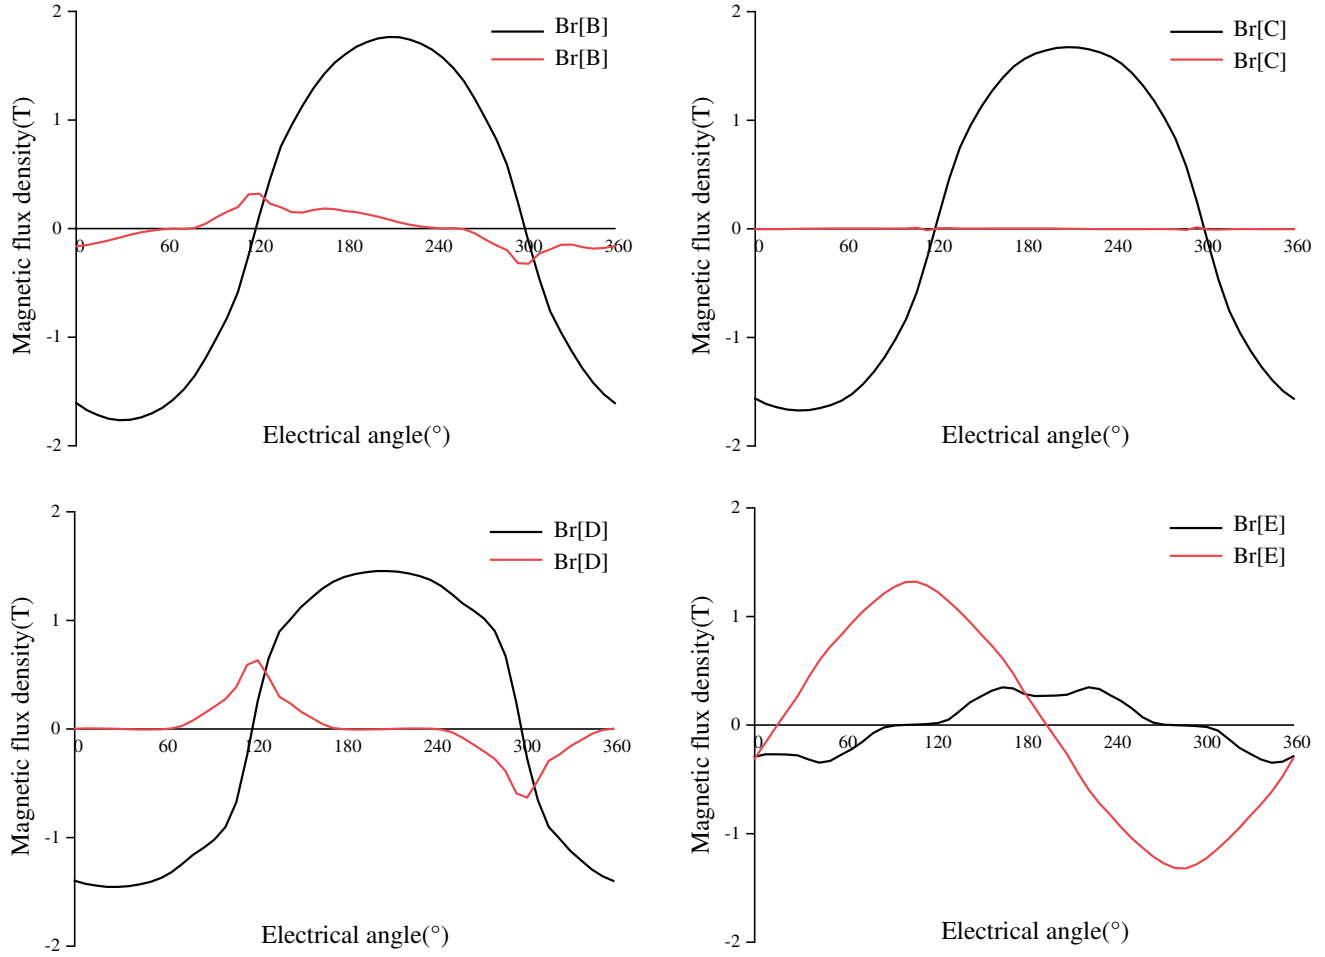 2
Br[B]
Br[B]
1
0
60
120
180
240
300
360
-1
-2
Magnetic flux density(T)
Electrical angle(°)
2
Br[C]
Br[C]
1
0
0
60
120
180
240
300
360
-1
-2
Magnetic flux density(T)
Electrical angle(°)
2
Br[D]
Br[D]
1
0
0
60
120
180
240
300
360
-1
-2
Magnetic flux density(T)
Electrical angle(°)
2
Br[E]
Br[E]
1
0
0
60
120
180
240
300
360
-1
-2
Magnetic flux density(T)
Electrical angle(°)